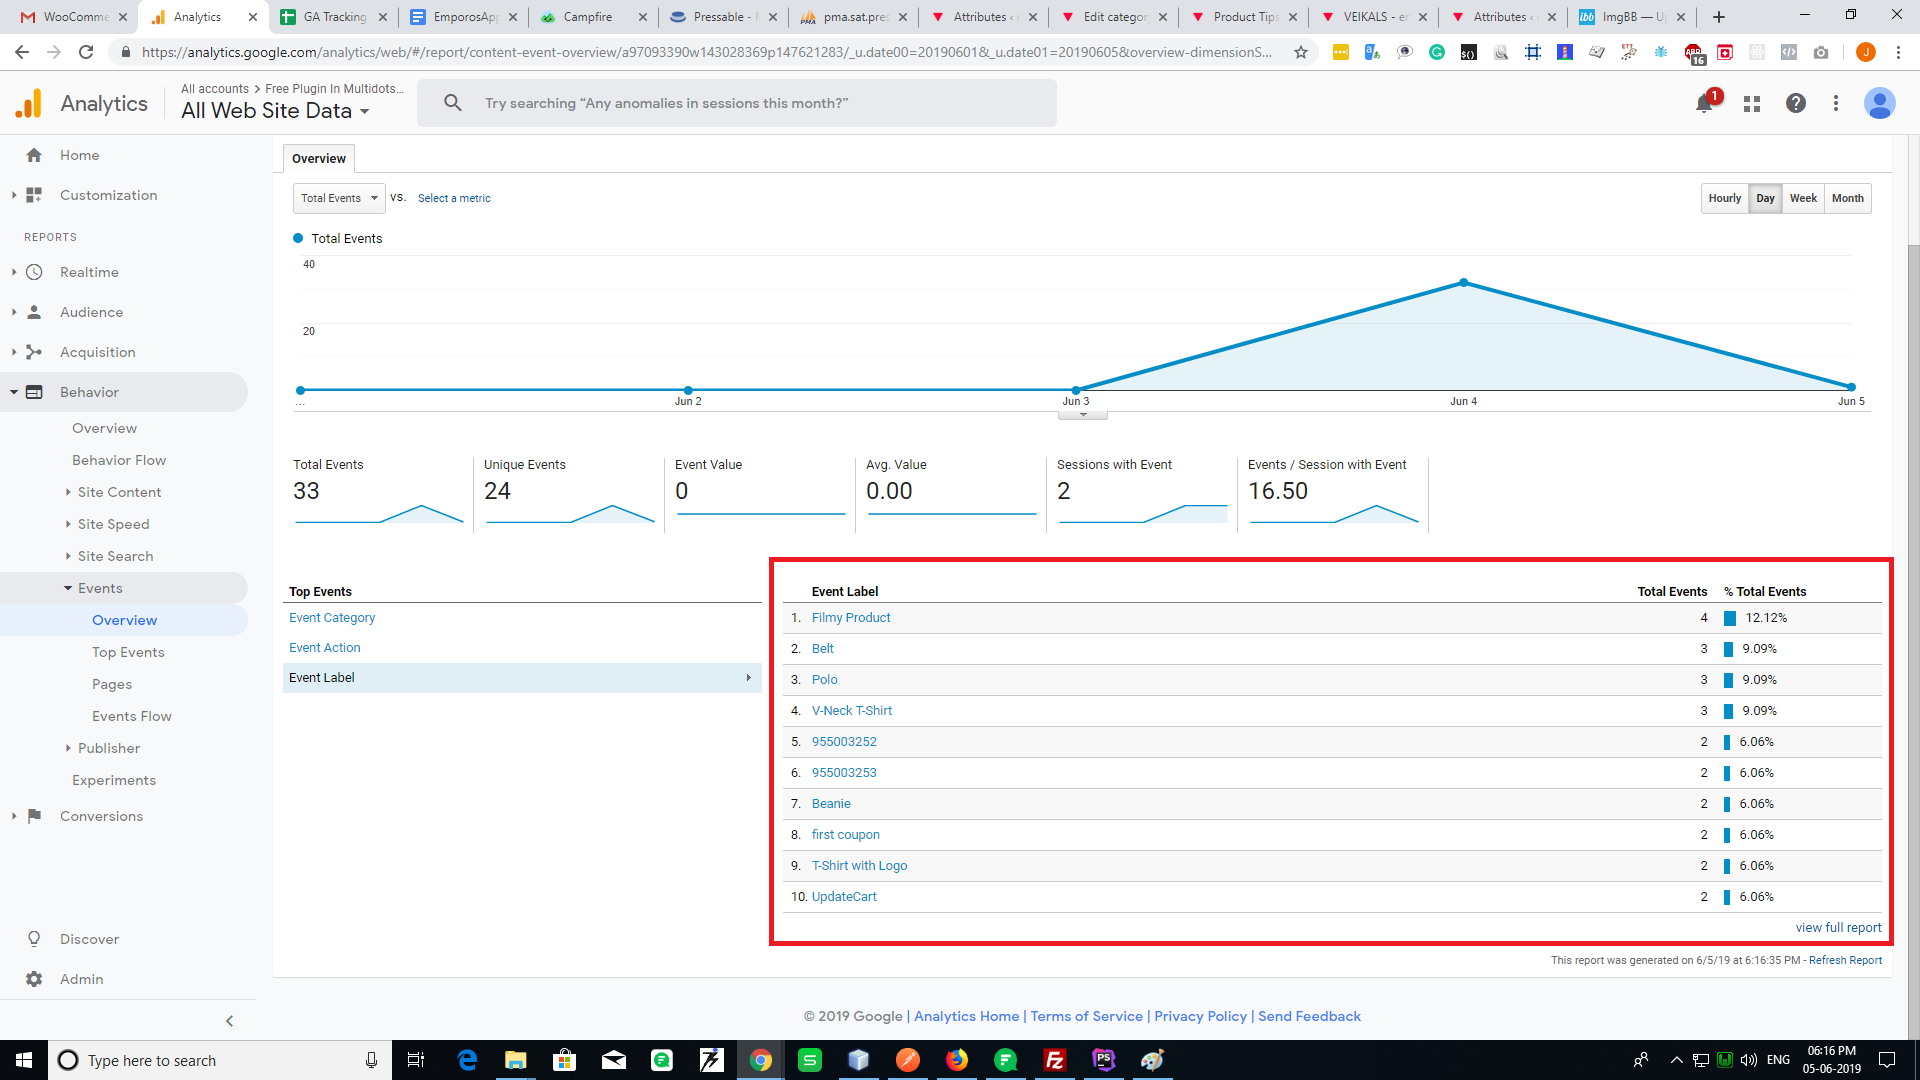 WooComme
Analytics
GA Tracking
EmporosApp
Campfire
Pressable -
pma.sat.pres
Attributes ‹
Edit categor
Product Tips
VEIKALS - er
Attributes ‹
ImgBB — U
https://analytics.google.com/analytics/web/#/report/content-event-overview/a97093390w143028369p147621283/_u.date00=20190601&_u.date01=20190605&overview-dimensionS...
16
J
Analytics
All accounts > Free Plugin In Multidots...
All Web Site Data
Try searching “Any anomalies in sessions this month?”
1
Home
Customization
REPORTS
Realtime
Audience
Acquisition
Behavior
Overview
Behavior Flow
Site Content
Site Speed
Site Search
Events
Overview
Top Events
Pages
Events Flow
Publisher
Experiments
Conversions
Discover
Admin
Overview
Total Events VS. Select a metric
Hourly Day Week Month
Total Events
40
20
... Jun 2 Jun 3 Jun 4 Jun 5
Total Events Unique Events Event Value Avg. Value Sessions with Event Events / Session with Event
33 24 0 0.00 2 16.50
Top Events
Event Category
Event Action
Event Label
Event Label Total Events % Total Events
1. Filmy Product 4 12.12%
2. Belt 3 9.09%
3. Polo 3 9.09%
4. V-Neck T-Shirt 3 9.09%
5. 955003252 2 6.06%
6. 955003253 2 6.06%
7. Beanie 2 6.06%
8. first coupon 2 6.06%
9. T-Shirt with Logo 2 6.06%
10. UpdateCart 2 6.06%
view full report
This report was generated on 6/5/19 at 6:16:35 PM - Refresh Report
© 2019 Google | Analytics Home | Terms of Service | Privacy Policy | Send Feedback
Type here to search
ENG
06:16 PM
05-06-2019